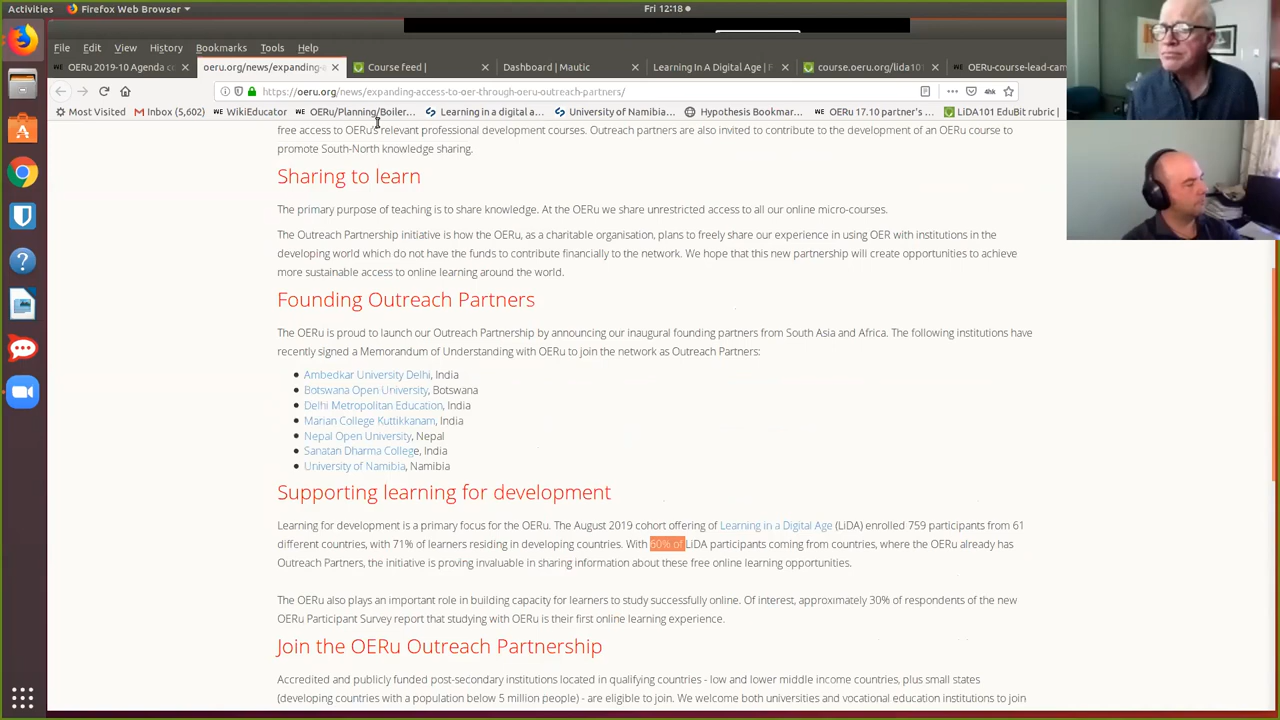 Activities Firefox Web Browser Fri 12:18
File Edit View History Bookmarks Tools Help
OERu 2019-10 Agenda co oeru.org/news/expanding- Course feed | Dashboard | Mautic Learning In A Digital Age | F course.oeru.org/lida10 OERu-course-lead-cam
https://oeru.org/news/expanding-access-to-oer-through-oeru-outreach-partners/
Most Visited Inbox (5,602) WikiEducator OERu/Planning/Boiler... Learning in a digital a... University of Namibia... Hypothesis Bookmar... OERu 17.10 partner's ... LiDA101 EduBit rubric |
free access to OERu's relevant professional development courses. Outreach partners are also invited to contribute to the development of an OERu course to
promote South-North knowledge sharing.
Sharing to learn
The primary purpose of teaching is to share knowledge. At the OERu we share unrestricted access to all our online micro-courses.
The Outreach Partnership initiative is how the OERu, as a charitable organisation, plans to freely share our experience in using OER with institutions in the
developing world which do not have the funds to contribute financially to the network. We hope that this new partnership will create opportunities to achieve
more sustainable access to online learning around the world.
Founding Outreach Partners
The OERu is proud to launch our Outreach Partnership by announcing our inaugural founding partners from South Asia and Africa. The following institutions have
recently signed a Memorandum of Understanding with OERu to join the network as Outreach Partners:
Ambedkar University Delhi, India
Botswana Open University, Botswana
Delhi Metropolitan Education, India
Marian College Kuttikkanam, India
Nepal Open University, Nepal
Sanatan Dharma College, India
University of Namibia, Namibia
Supporting learning for development
Learning for development is a primary focus for the OERu. The August 2019 cohort offering of Learning in a Digital Age (LiDA) enrolled 759 participants from 61
different countries, with 71% of learners residing in developing countries. With 60% of LiDA participants coming from countries, where the OERu already has
Outreach Partners, the initiative is proving invaluable in sharing information about these free online learning opportunities.
The OERu also plays an important role in building capacity for learners to study successfully online. Of interest, approximately 30% of respondents of the new
OERu Participant Survey report that studying with OERu is their first online learning experience.
Join the OERu Outreach Partnership
Accredited and publicly funded post-secondary institutions located in qualifying countries - low and lower middle income countries, plus small states
(developing countries with a population below 5 million people) - are eligible to join. We welcome both universities and vocational education institutions to join